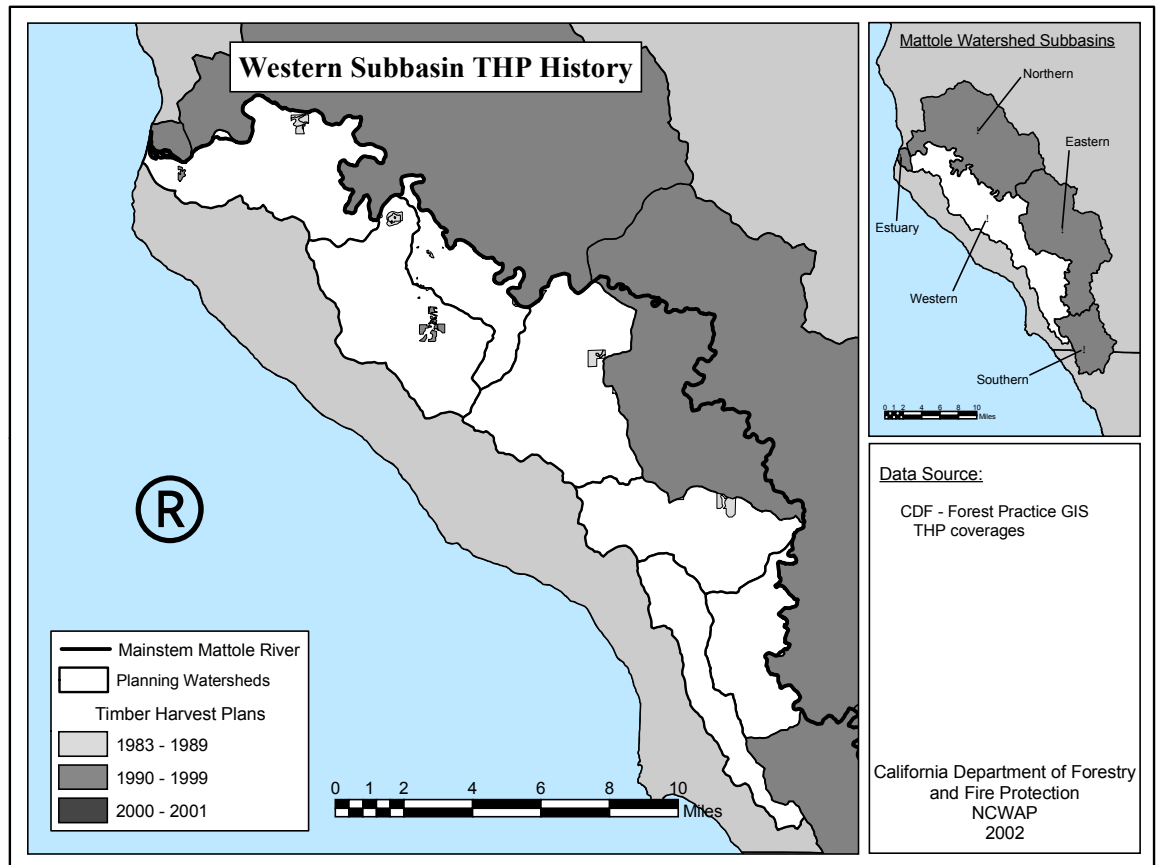 Western Subbasin THP History
®
Mainstem Mattole River
Planning Watersheds
Timber Harvest Plans
1983 - 1989
1990 - 1999
2000 - 2001
0 1 2 4 6 8 10
Miles
Mattole Watershed Subbasins
Northern
Eastern
Estuary
Western
Southern
0 1 2 4 6 8 10
Miles
Data Source:
CDF - Forest Practice GIS
THP coverages
California Department of Forestry
and Fire Protection
NCWAP
2002